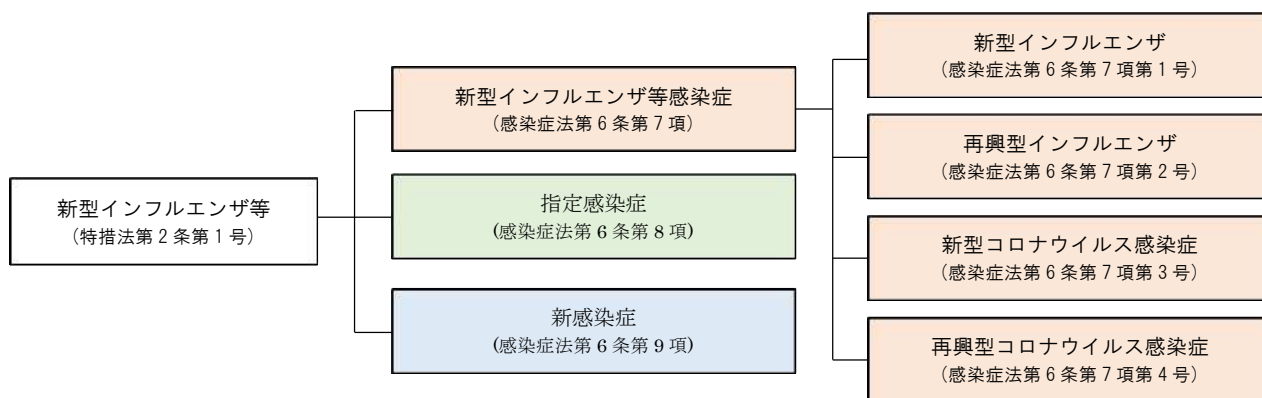 新型インフルエンザ等
（特措法第２条第１号）
新型インフルエンザ等感染症
（感染症法第６条第７項）
指定感染症
(感染症法第 6 条第 8 項)
新感染症
(感染症法第 6 条第 9 項)
新型インフルエンザ
（感染症法第６条第７項第１号）
再興型インフルエンザ
（感染症法第６条第７項第２号）
新型コロナウイルス感染症
（感染症法第６条第７項第３号）
再興型コロナウイルス感染症
（感染症法第６条第７項第４号）